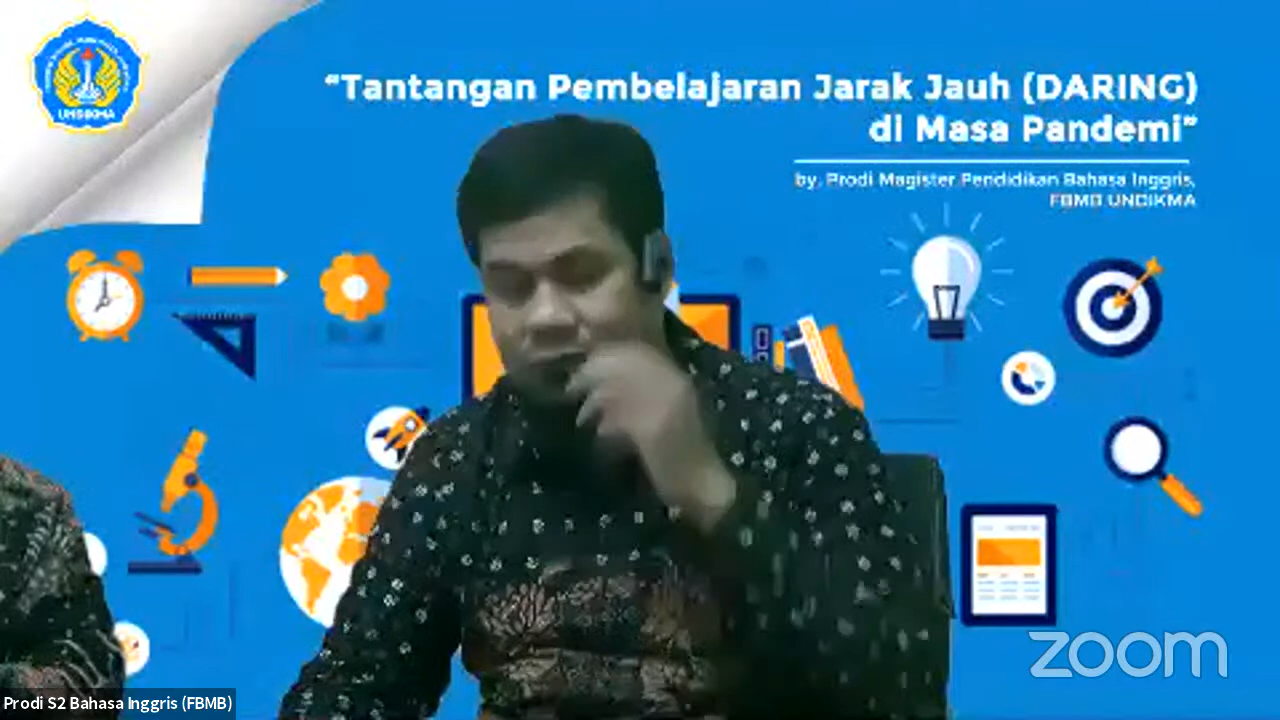 UNDIKMA
“Tantangan Pembelajaran Jarak Jauh (DARING)
di Masa Pandemi”
by. Prodi Magister Pendidikan Bahasa Inggris,
FBMB UNDIKMA
zoom
Prodi S2 Bahasa Inggris (FBMB)